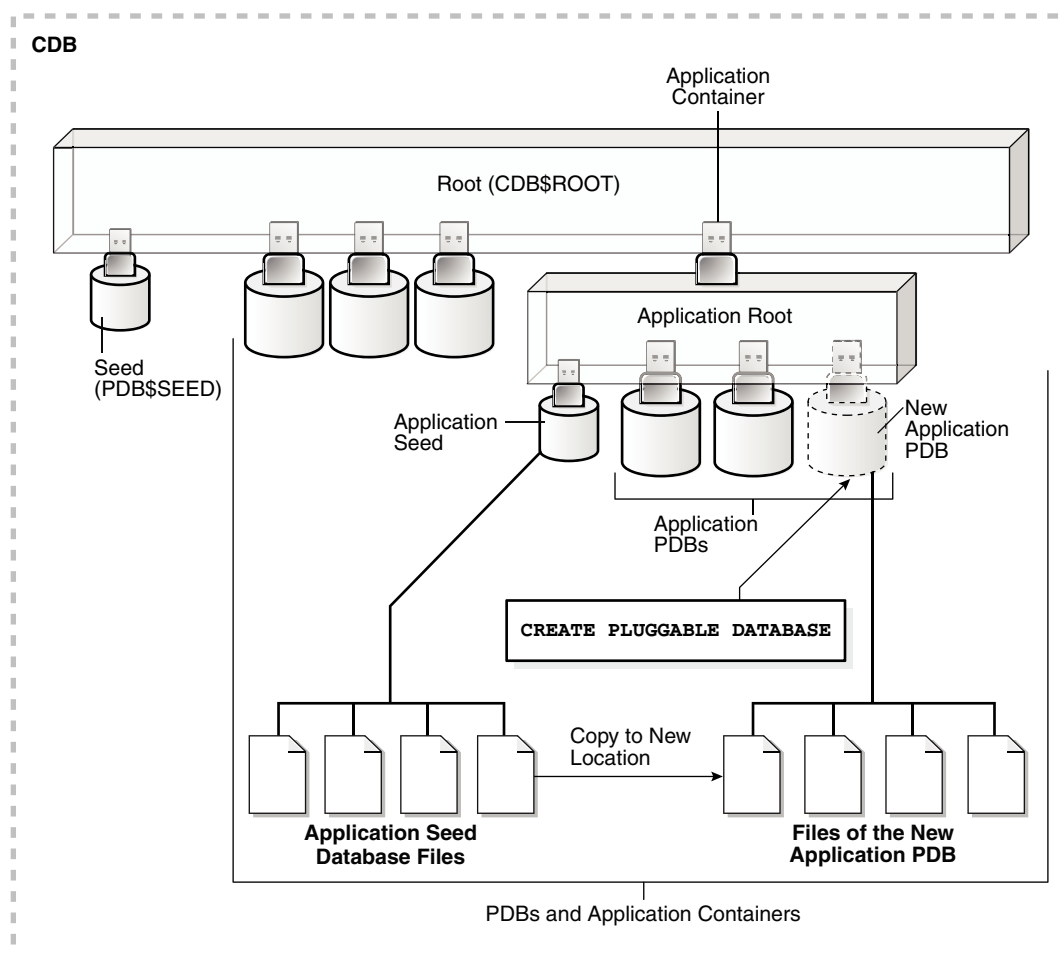 CDB
Application
Container
Root (CDB$ROOT)
Application Root
Seed
(PDB$SEED)
Application
Seed
New
Application
PDB
Application
PDBs
CREATE PLUGGABLE DATABASE
Copy to New
Location
Application Seed
Database Files
Files of the New
Application PDB
PDBs and Application Containers